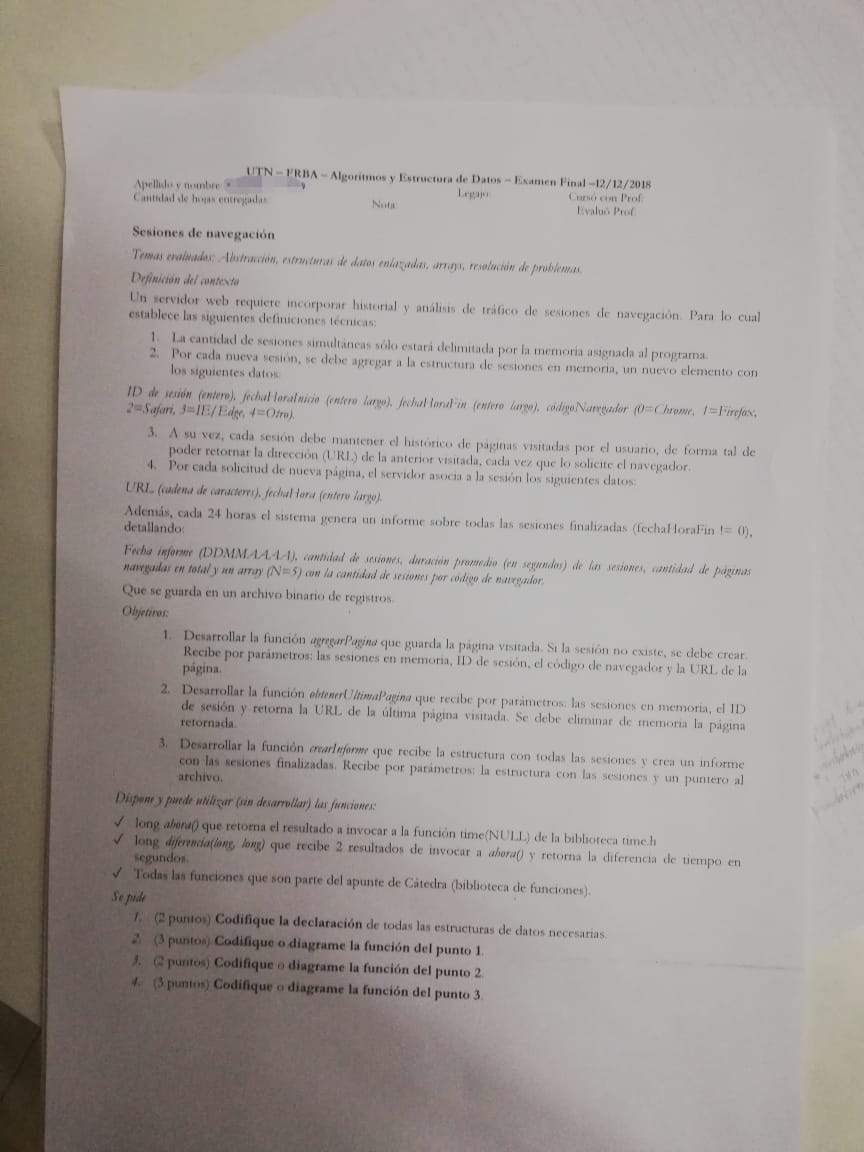 UTN – FRBA – Algoritmos y Estructura de Datos – Examen Final –12/12/2018
Apellido y nombre Legajo: Cursó con Prof:
Cantidad de hojas entregadas: Nota: Evaluó Prof:
Sesiones de navegación
Temas evaluados: Abstracción, estructuras de datos enlazadas, arrays, resolución de problemas.
Definición del contexto
Un servidor web requiere incorporar historial y análisis de tráfico de sesiones de navegación. Para lo cual
establece las siguientes definiciones técnicas:
1. La cantidad de sesiones simultáneas sólo estará delimitada por la memoria asignada al programa.
2. Por cada nueva sesión, se debe agregar a la estructura de sesiones en memoria, un nuevo elemento con
los siguientes datos:
ID de sesión (entero), fechaHoraInicio (entero largo), fechaHoraFin (entero largo), códigoNavegador (0=Chrome, 1=Firefox,
2=Safari, 3=IE/Edge, 4=Otro).
3. A su vez, cada sesión debe mantener el histórico de páginas visitadas por el usuario, de forma tal de
poder retornar la dirección (URL) de la anterior visitada, cada vez que lo solicite el navegador.
4. Por cada solicitud de nueva página, el servidor asocia a la sesión los siguientes datos:
URL (cadena de caracteres), fechaHora (entero largo).
Además, cada 24 horas el sistema genera un informe sobre todas las sesiones finalizadas (fechaHoraFin != 0),
detallando:
Fecha informe (DDMMAAAA), cantidad de sesiones, duración promedio (en segundos) de las sesiones, cantidad de páginas
navegadas en total y un array (N=5) con la cantidad de sesiones por código de navegador.
Que se guarda en un archivo binario de registros.
Objetivos:
1. Desarrollar la función agregarPagina que guarda la página visitada. Si la sesión no existe, se debe crear.
Recibe por parámetros: las sesiones en memoria, ID de sesión, el código de navegador y la URL de la
página.
2. Desarrollar la función obtenerUltimaPagina que recibe por parámetros: las sesiones en memoria, el ID
de sesión y retorna la URL de la última página visitada. Se debe eliminar de memoria la página
retornada.
3. Desarrollar la función crearInforme que recibe la estructura con todas las sesiones y crea un informe
con las sesiones finalizadas. Recibe por parámetros: la estructura con las sesiones y un puntero al
archivo.
Dispone y puede utilizar (sin desarrollar) las funciones:
✓ long ahora() que retorna el resultado a invocar a la función time(NULL) de la biblioteca time.h
✓ long diferencia(long, long) que recibe 2 resultados de invocar a ahora() y retorna la diferencia de tiempo en
segundos.
✓ Todas las funciones que son parte del apunte de Cátedra (biblioteca de funciones).
Se pide
1. (2 puntos) Codifique la declaración de todas las estructuras de datos necesarias.
2. (3 puntos) Codifique o diagrame la función del punto 1.
3. (2 puntos) Codifique o diagrame la función del punto 2.
4. (3 puntos) Codifique o diagrame la función del punto 3.